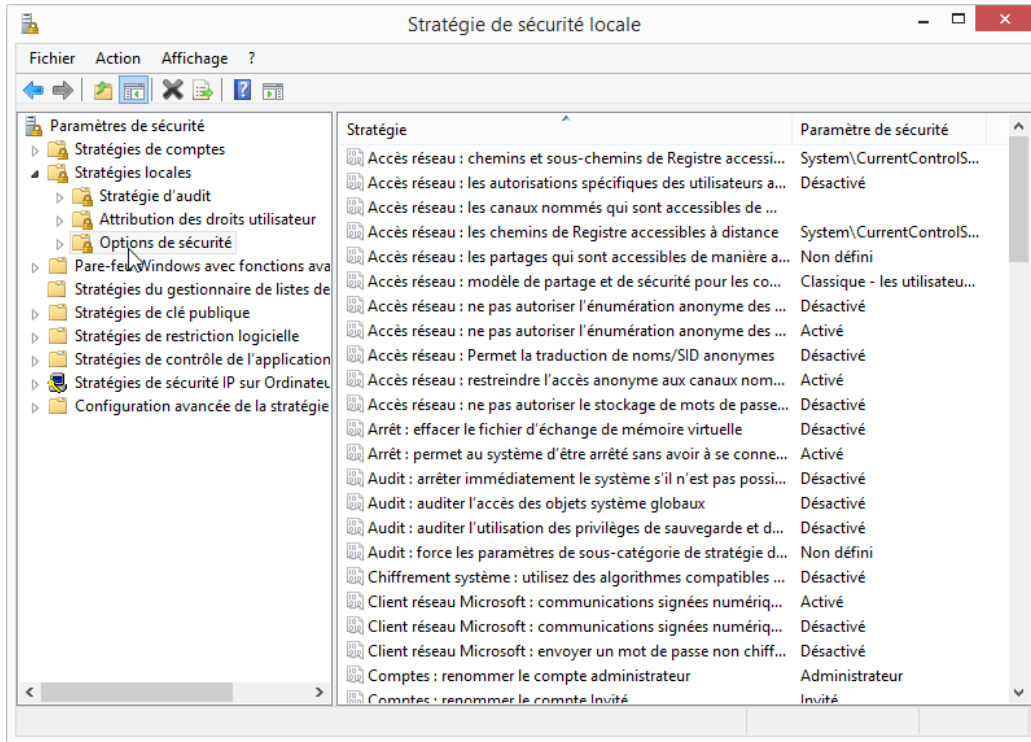 Stratégie de sécurité locale
Fichier Action Affichage ?
Paramètres de sécurité
Stratégies de comptes
Stratégies locales
Stratégie d'audit
Attribution des droits utilisateur
Options de sécurité
Pare-feu Windows avec fonctions ava
Stratégies du gestionnaire de listes de
Stratégies de clé publique
Stratégies de restriction logicielle
Stratégies de contrôle de l'application
Stratégies de sécurité IP sur Ordinateu
Configuration avancée de la stratégie
Stratégie Paramètre de sécurité
Accès réseau : chemins et sous-chemins de Registre accessi... System\CurrentControlS...
Accès réseau : les autorisations spécifiques des utilisateurs a... Désactivé
Accès réseau : les canaux nommés qui sont accessibles de ...
Accès réseau : les chemins de Registre accessibles à distance System\CurrentControlS...
Accès réseau : les partages qui sont accessibles de manière a... Non défini
Accès réseau : modèle de partage et de sécurité pour les co... Classique - les utilisateu...
Accès réseau : ne pas autoriser l'énumération anonyme des ... Désactivé
Accès réseau : ne pas autoriser l'énumération anonyme des ... Activé
Accès réseau : Permet la traduction de noms/SID anonymes Désactivé
Accès réseau : restreindre l'accès anonyme aux canaux nom... Activé
Accès réseau : ne pas autoriser le stockage de mots de passe... Désactivé
Arrêt : effacer le fichier d'échange de mémoire virtuelle Désactivé
Arrêt : permet au système d'être arrêté sans avoir à se conne... Activé
Audit : arrêter immédiatement le système s'il n'est pas possi... Désactivé
Audit : auditer l'accès des objets système globaux Désactivé
Audit : auditer l'utilisation des privilèges de sauvegarde et d... Désactivé
Audit : force les paramètres de sous-catégorie de stratégie d... Non défini
Chiffrement système : utilisez des algorithmes compatibles ... Désactivé
Client réseau Microsoft : communications signées numériq... Activé
Client réseau Microsoft : communications signées numériq... Désactivé
Client réseau Microsoft : envoyer un mot de passe non chiff... Désactivé
Comptes : renommer le compte administrateur Administrateur
Comptes : renommer le compte Invité Invité